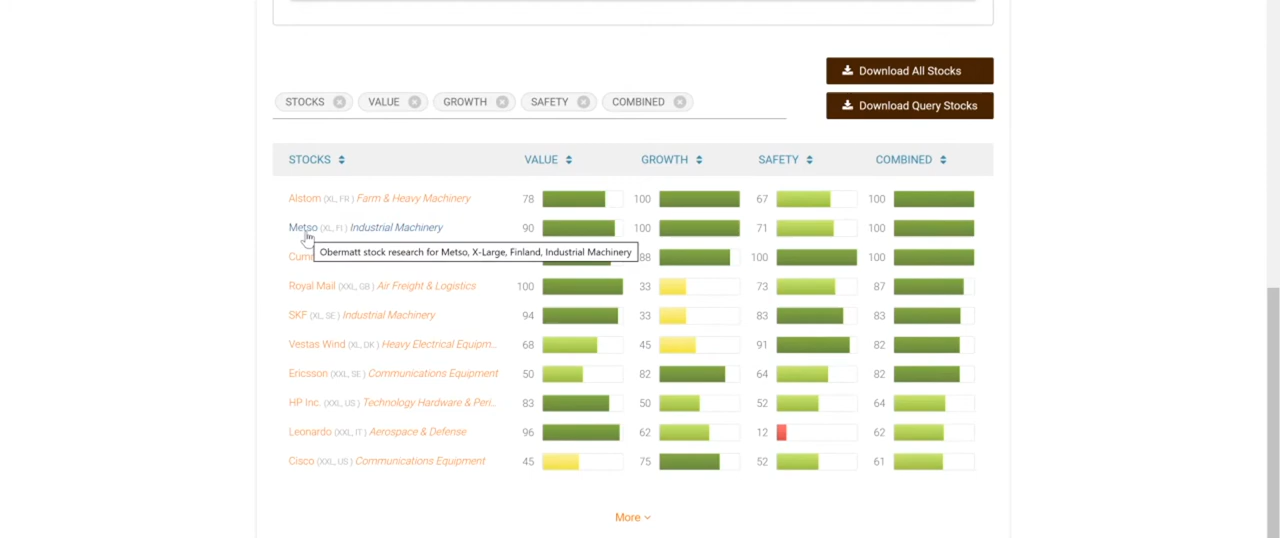 Download All Stocks
STOCKS VALUE GROWTH SAFETY COMBINED
Download Query Stocks
STOCKS VALUE GROWTH SAFETY COMBINED
Alstom (XL, FR ) Farm & Heavy Machinery 78 100 67 100
Metso (XL, FI ) Industrial Machinery 90 100 71 100
Obermatt stock research for Metso, X-Large, Finland, Industrial Machinery
88 100 100
Royal Mail (XXL, GB ) Air Freight & Logistics 100 33 73 87
SKF (XL, SE ) Industrial Machinery 94 33 83 83
Vestas Wind (XL, DK ) Heavy Electrical Equipm... 68 45 91 82
Ericsson (XXL, SE ) Communications Equipment 50 82 64 82
HP Inc. (XXL, US ) Technology Hardware & Peri... 83 50 52 64
Leonardo (XXL, IT ) Aerospace & Defense 96 62 12 62
Cisco (XXL, US ) Communications Equipment 45 75 52 61
More